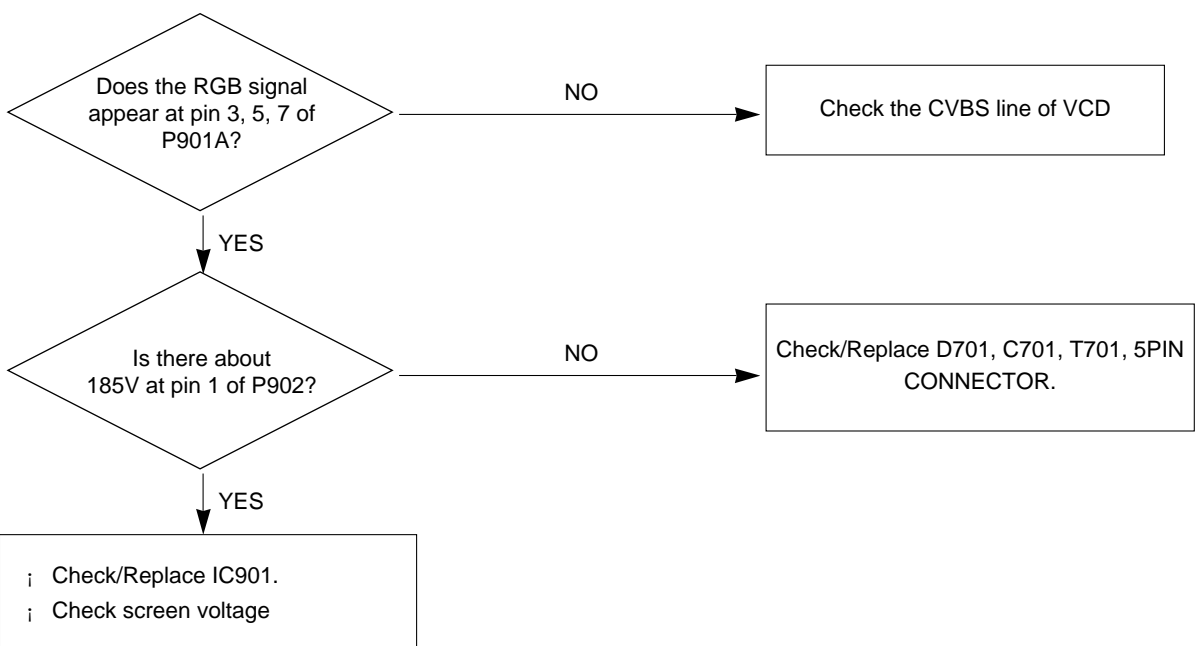 Does the RGB signal
appear at pin 3, 5, 7 of
P901A?
NO
Check the CVBS line of VCD
YES
Is there about
185V at pin 1 of P902?
NO
Check/Replace D701, C701, T701, 5PIN
CONNECTOR.
YES
¡ Check/Replace IC901.
¡ Check screen voltage